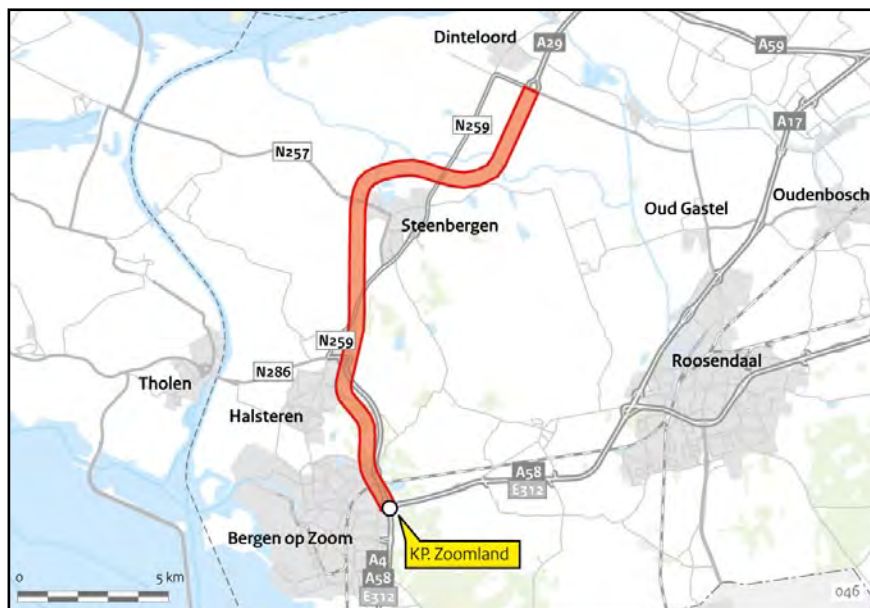 Dinteloord
A29
A59
N259
A17
N257
Oudenbosch
Oud Gastel
Steenbergen
N259
Roosendaal
N286
Tholen
Halsteren
A58
E312
Bergen op Zoom
KP. Zoomland
A4
A58
E312
0 5 km
046